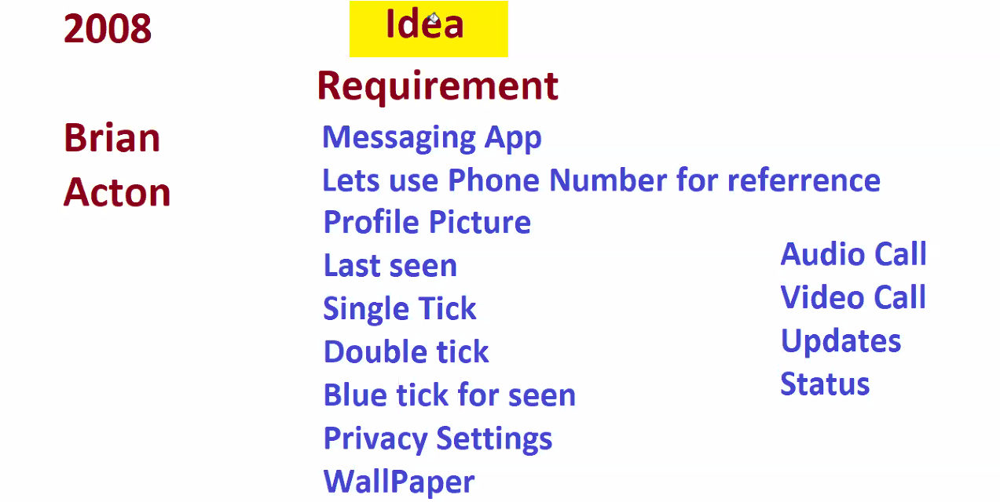 2008
Idea
Requirement
Brian
Acton
Messaging App
Lets use Phone Number for referrence
Profile Picture
Last seen
Single Tick
Double tick
Blue tick for seen
Privacy Settings
WallPaper
Audio Call
Video Call
Updates
Status